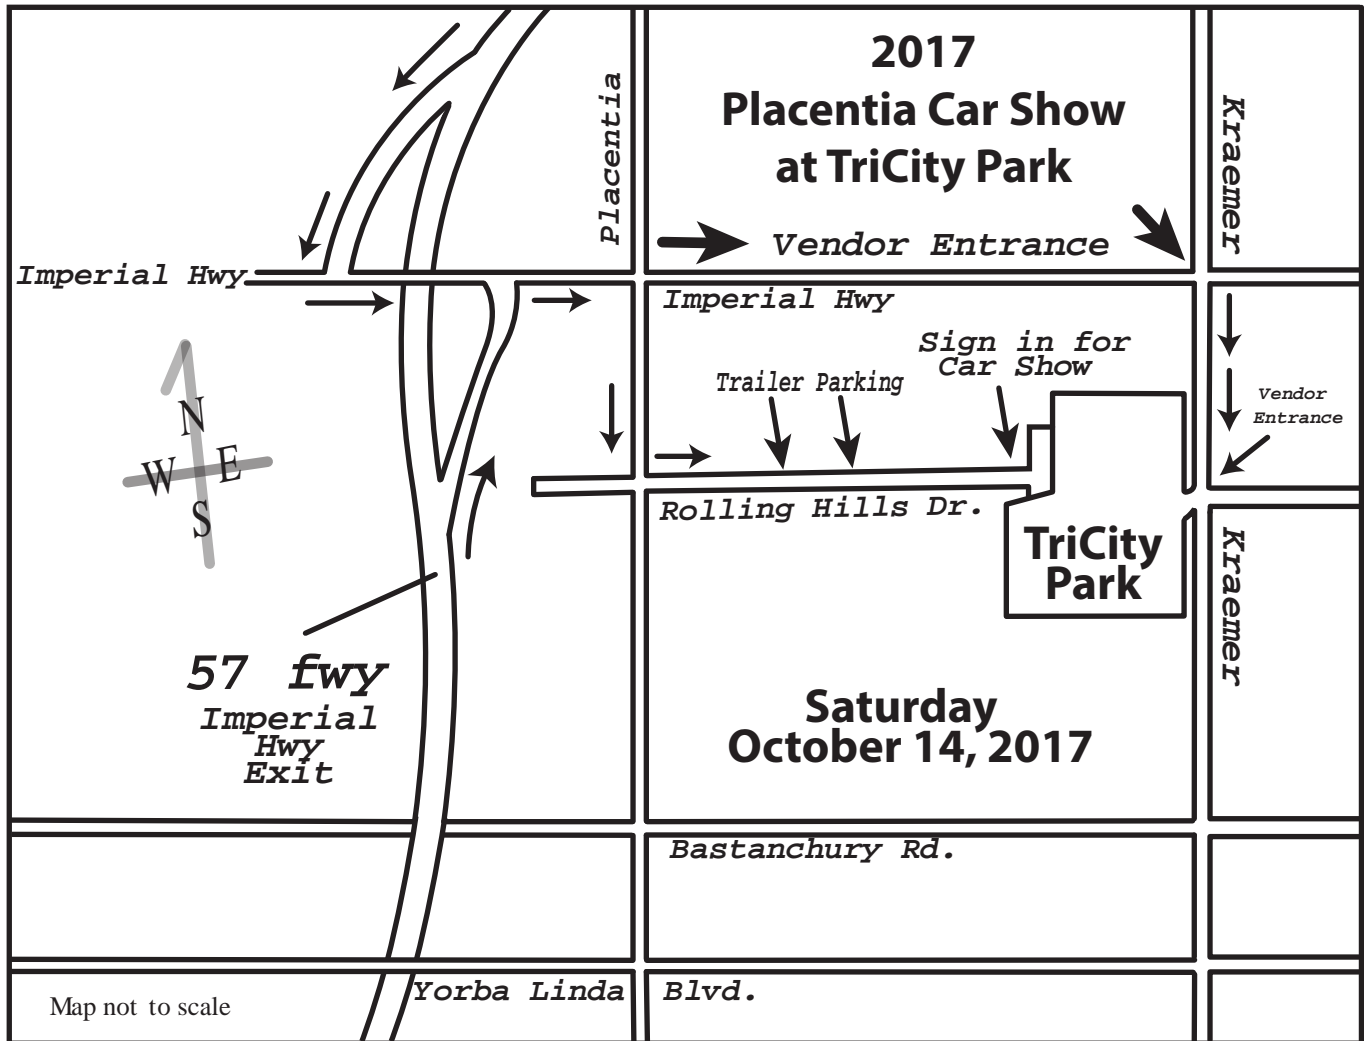 2017
Placentia Car Show
at TriCity Park
Placentia
Kraemer
Vendor Entrance
Imperial Hwy
Imperial Hwy
Sign in for
Car Show
Trailer Parking
Vendor
Entrance
N
W E
S
Rolling Hills Dr.
TriCity
Park
Kraemer
57 fwy
Imperial
Hwy
Exit
Saturday
October 14, 2017
Bastanchury Rd.
Yorba Linda Blvd.
Map not to scale